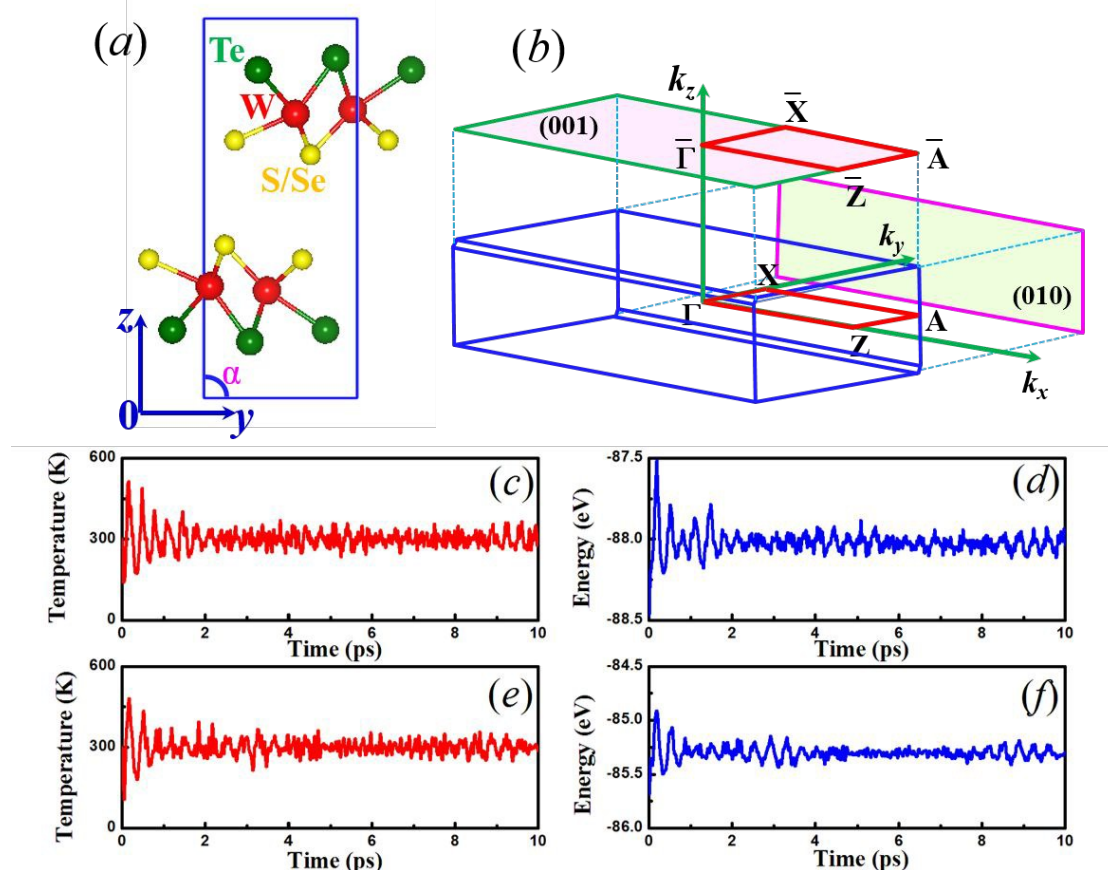 (a)
Te
W
S/Se
z
α
0
y
(b)
k_z
X̄
(001)
Γ̄
Ā
Z̄
k_y
X
(010)
Γ
A
Z
k_x
(c)
Temperature (K)
600
300
0
0 2 4 6 8 10
Time (ps)
(d)
Energy (eV)
-87.5
-88.0
-88.5
0 2 4 6 8 10
Time (ps)
(e)
Temperature (K)
600
300
0
0 2 4 6 8 10
Time (ps)
(f)
Energy (eV)
-84.5
-85.0
-85.5
-86.0
0 2 4 6 8 10
Time (ps)